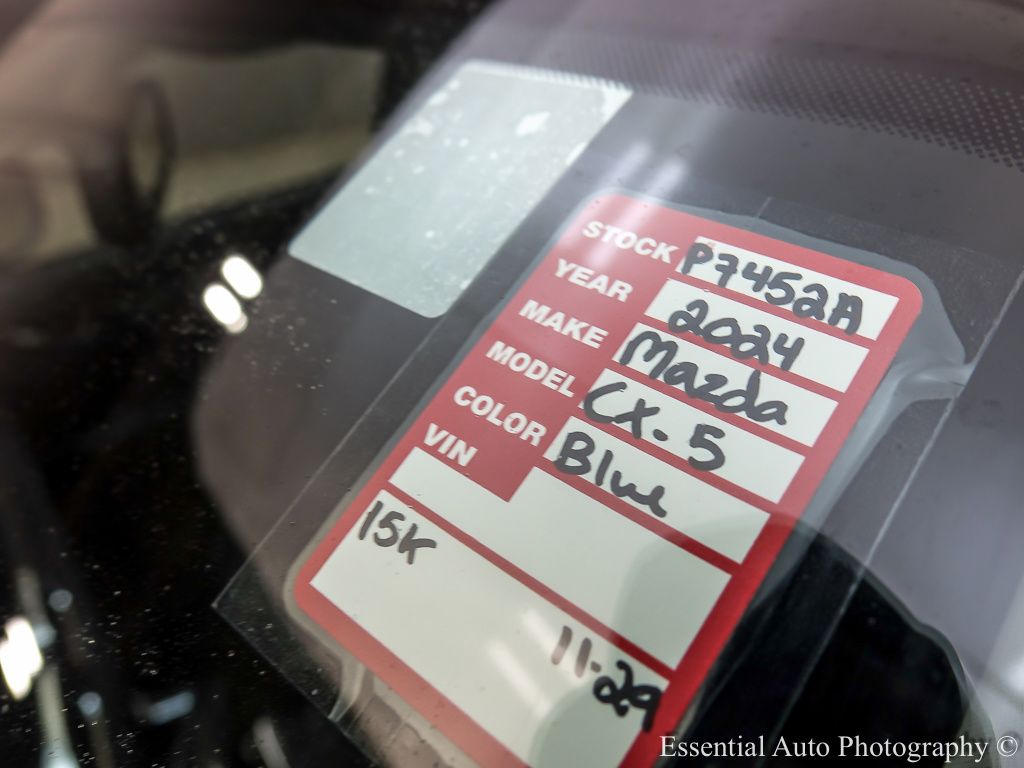 STOCK P7452A
YEAR 2024
MAKE Mazda
MODEL CX-5
COLOR Blue
VIN
15K
11-29
Essential Auto Photography ©